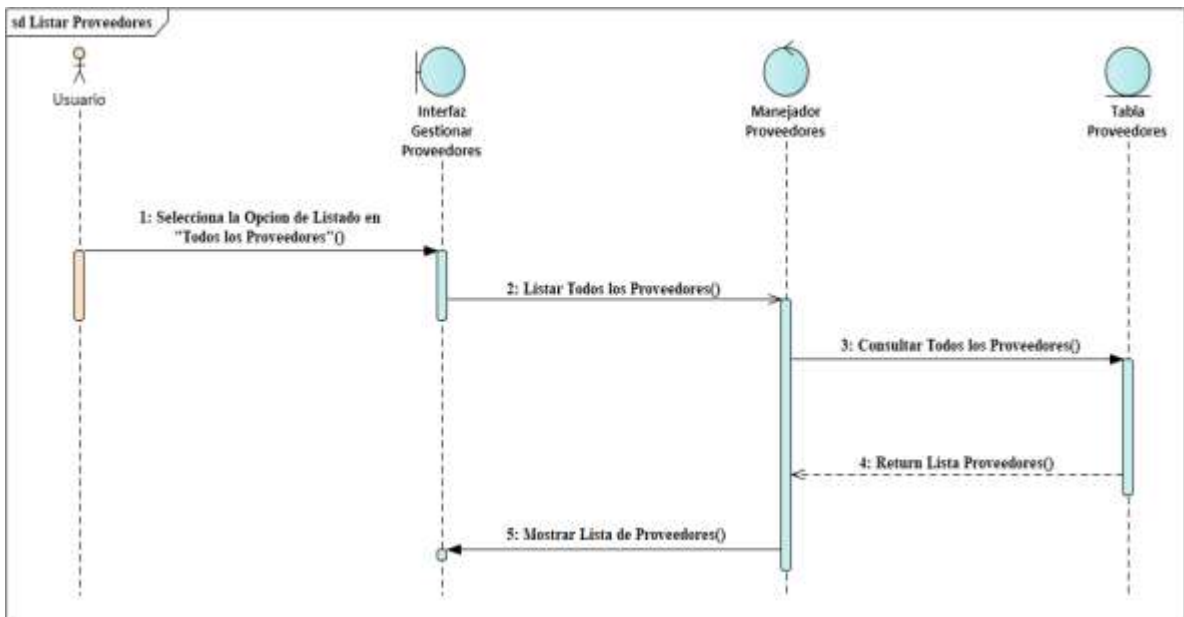 sd Listar Proveedores
Usuario
Interfaz
Gestionar
Proveedores
Manejador
Proveedores
Tabla
Proveedores
1: Selecciona la Opcion de Listado en
"Todos los Proveedores"()
2: Listar Todos los Proveedores()
3: Consultar Todos los Proveedores()
4: Return Lista Proveedores()
5: Mostrar Lista de Proveedores()